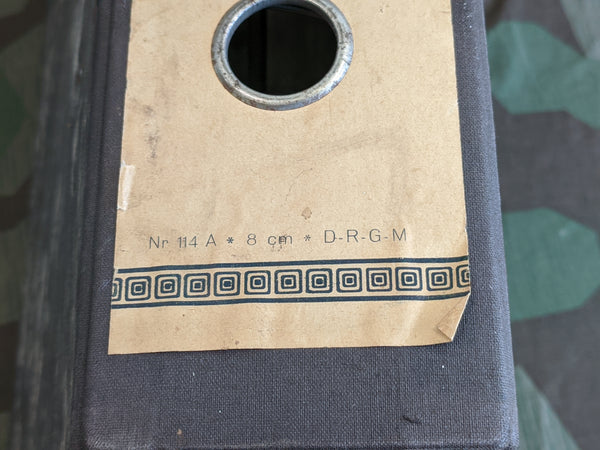 Nr 114 A * 8 cm * D-R-G-M